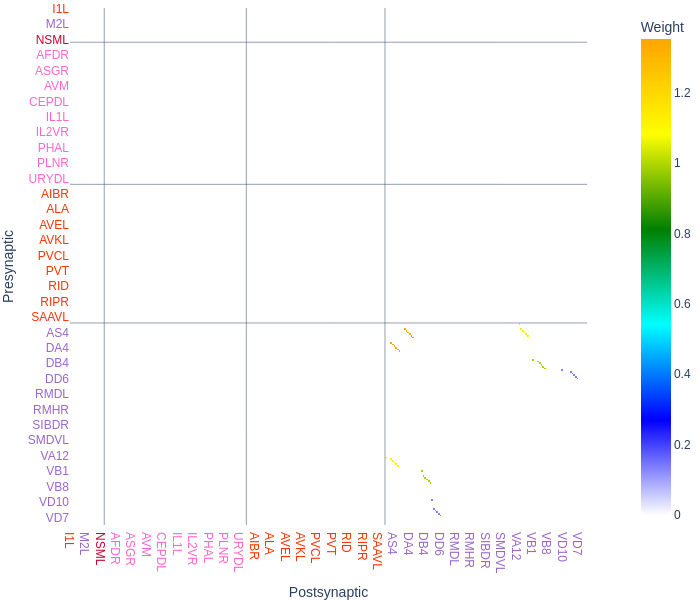 Weight
I1L
M2L
NSML
AFDR
ASGR
AVM
CEPDL
IL1L
IL2VR
PHAL
PLNR
URYDL
AIBR
ALA
AVEL
AVKL
PVCL
PVT
RID
RIPR
SAAVL
AS4
DA4
DB4
DD6
RMDL
RMHR
SIBDR
SMDVL
VA12
VB1
VB8
VD10
VD7
Presynaptic
1.2
1
0.8
0.6
0.4
0.2
0
I1L
M2L
NSML
AFDR
ASGR
AVM
CEPDL
IL1L
IL2VR
PHAL
PLNR
URYDL
AIBR
ALA
AVEL
AVKL
PVCL
PVT
RID
RIPR
SAAVL
AS4
DA4
DB4
DD6
RMDL
RMHR
SIBDR
SMDVL
VA12
VB1
VB8
VD10
VD7
Postsynaptic